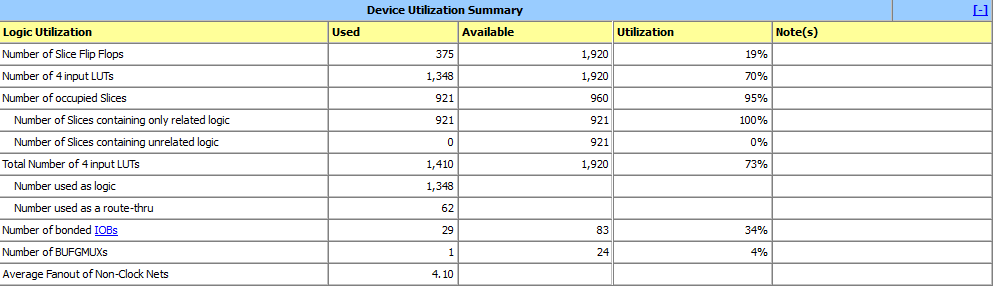 Device Utilization Summary [-]
Logic Utilization Used Available Utilization Note(s)
Number of Slice Flip Flops 375 1,920 19%
Number of 4 input LUTs 1,348 1,920 70%
Number of occupied Slices 921 960 95%
Number of Slices containing only related logic 921 921 100%
Number of Slices containing unrelated logic 0 921 0%
Total Number of 4 input LUTs 1,410 1,920 73%
Number used as logic 1,348
Number used as a route-thru 62
Number of bonded IOBs 29 83 34%
Number of BUFGMUXs 1 24 4%
Average Fanout of Non-Clock Nets 4.10